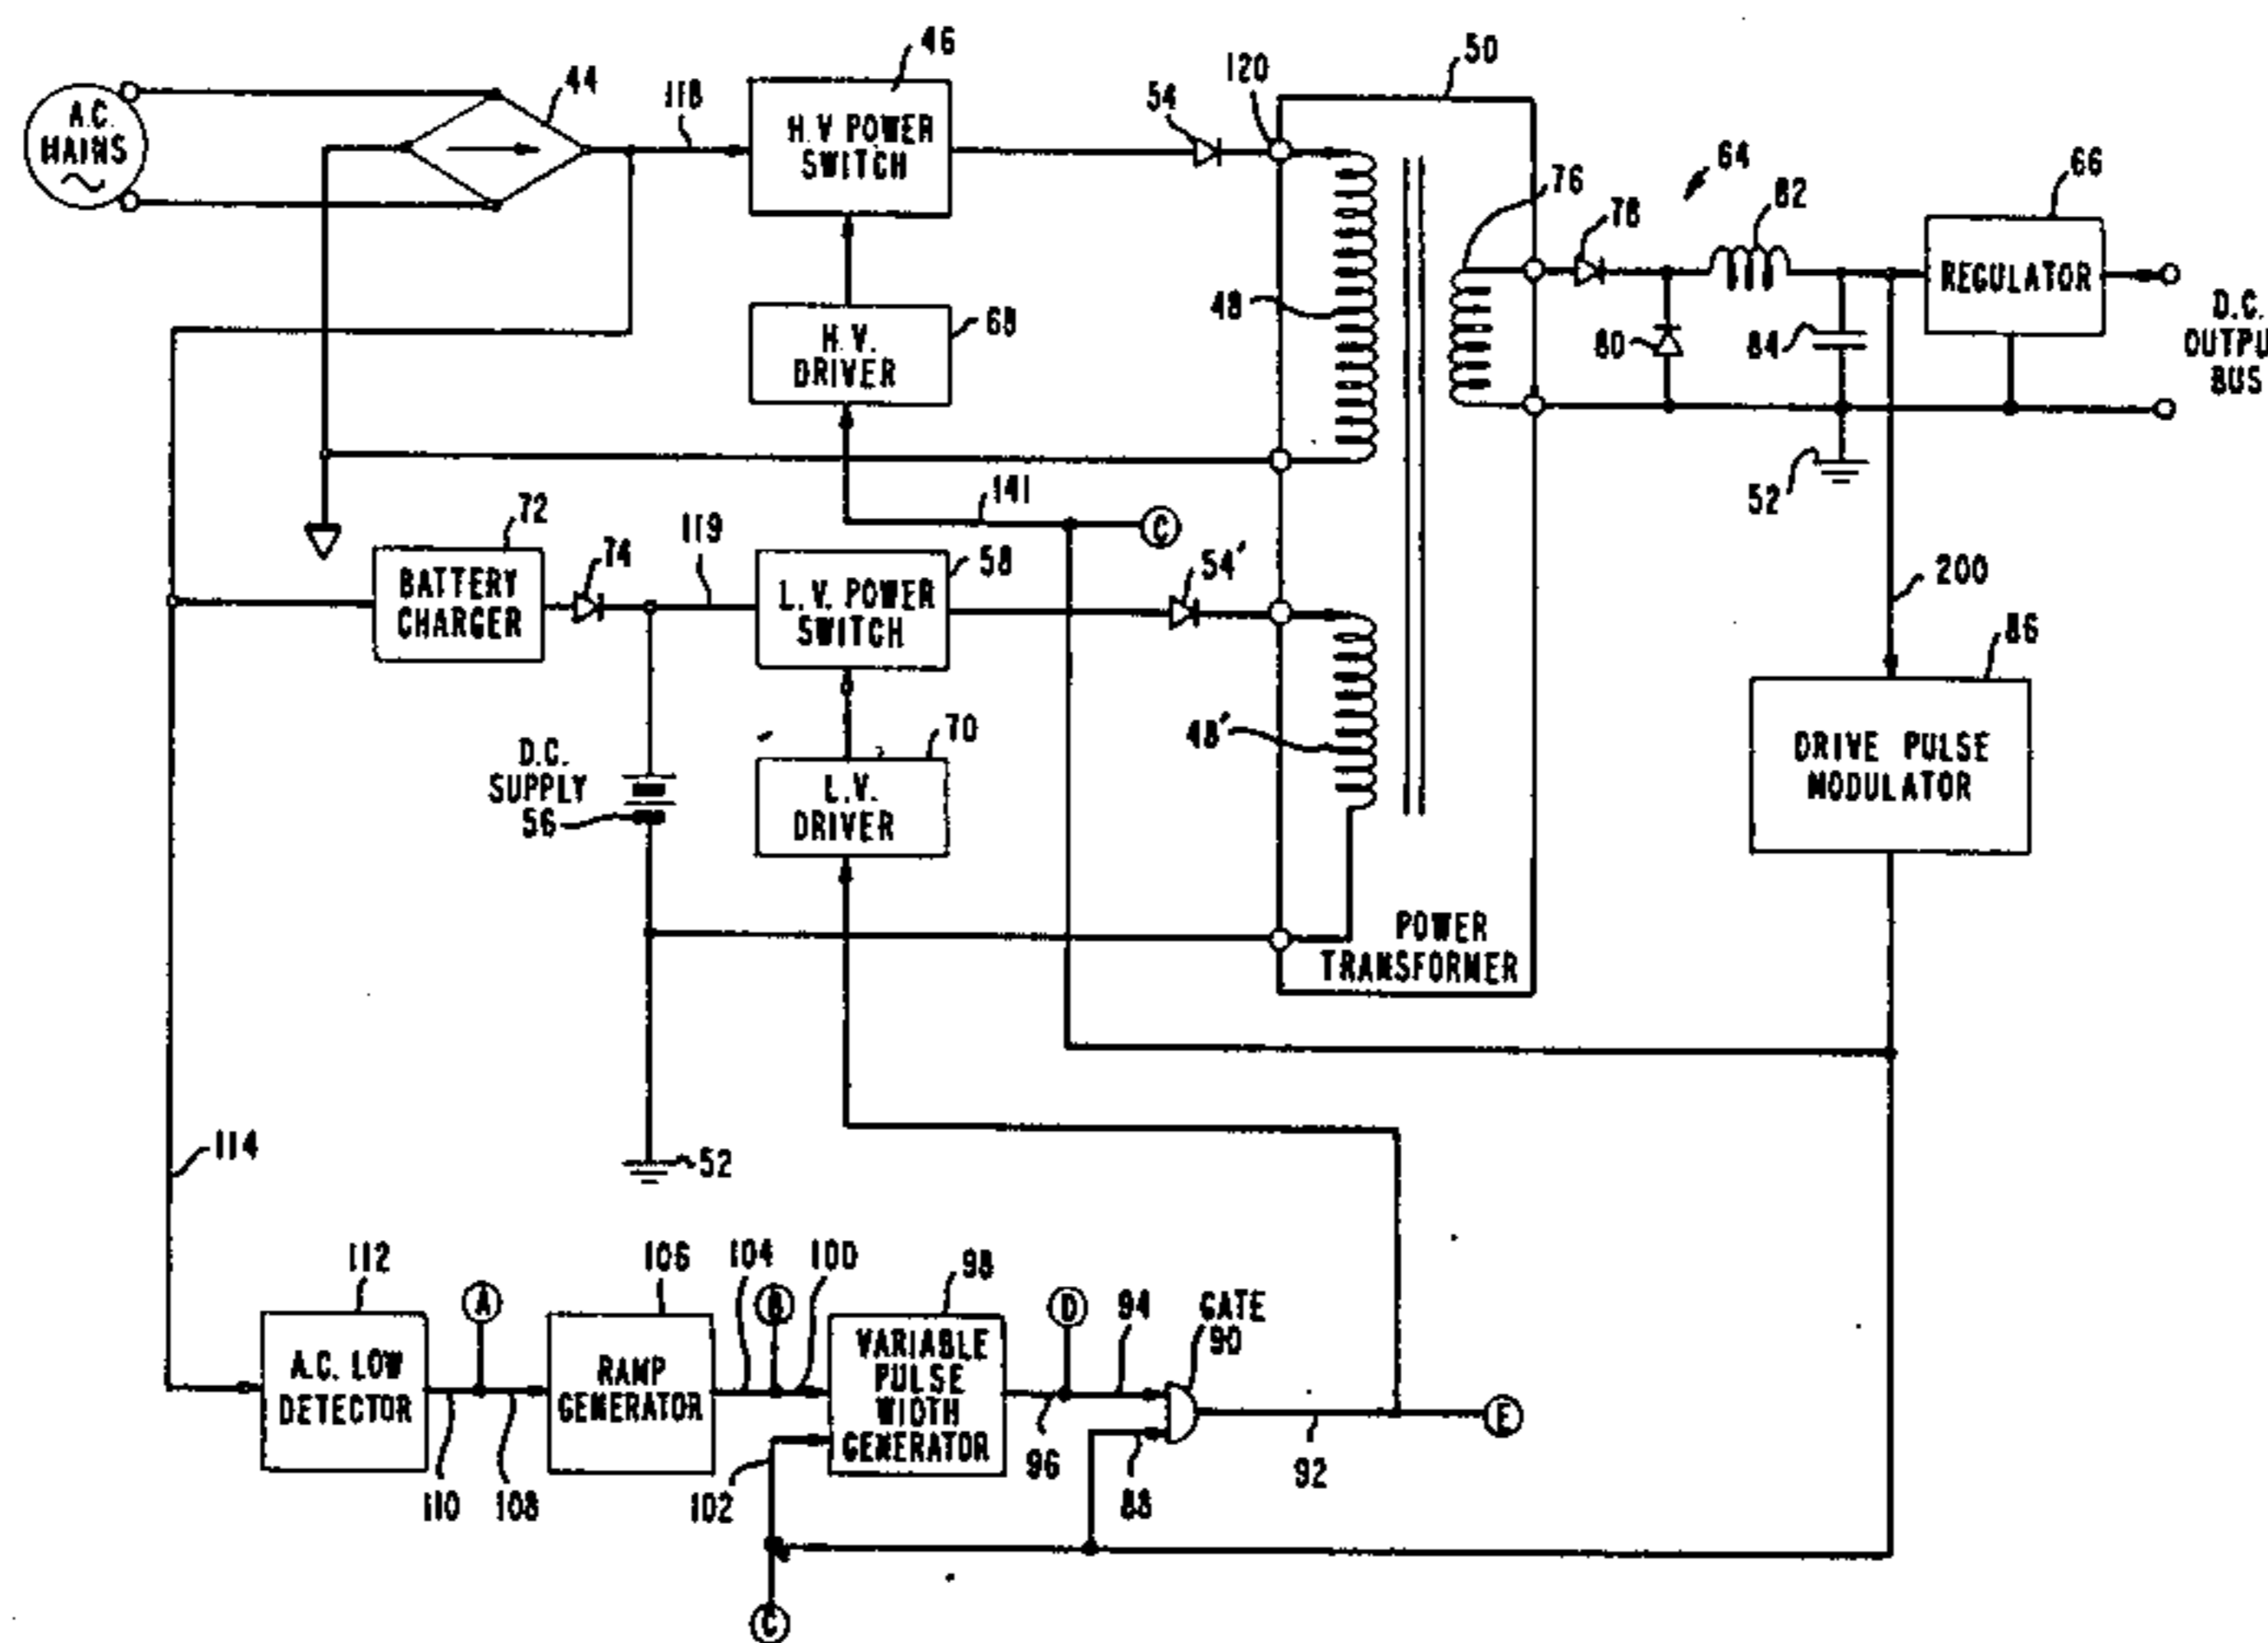 A.C.
MAINS
44
118
46
H.V POWER
SWITCH
54
120
50
48
76
78
64
82
66
REGULATOR
80
84
52
D.C.
OUTPU
BUS
H.V.
DRIVER
68
141
C
72
BATTERY
CHARGER
74
119
58
L.V. POWER
SWITCH
54'
48'
200
86
DRIVE PULSE
MODULATOR
D.C.
SUPPLY
56
70
L.V.
DRIVER
POWER
TRANSFORMER
52
114
112
A.C. LOW
DETECTOR
A
110
108
106
RAMP
GENERATOR
104
B
100
98
VARIABLE
PULSE
WIDTH
GENERATOR
102
C
D
96
94
88
GATE
90
92
E